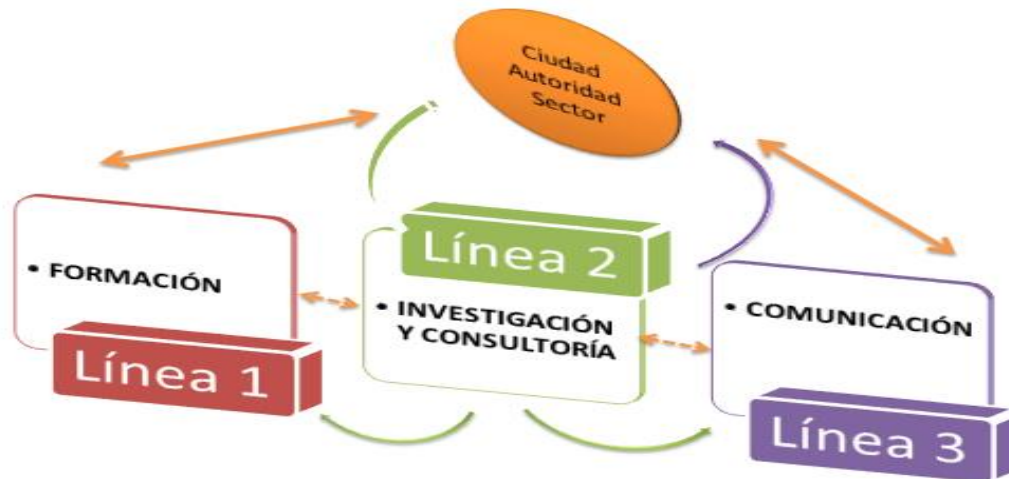 Ciudad
Autoridad
Sector
• FORMACIÓN
Línea 1
Línea 2
• INVESTIGACIÓN
Y CONSULTORÍA
• COMUNICACIÓN
Línea 3